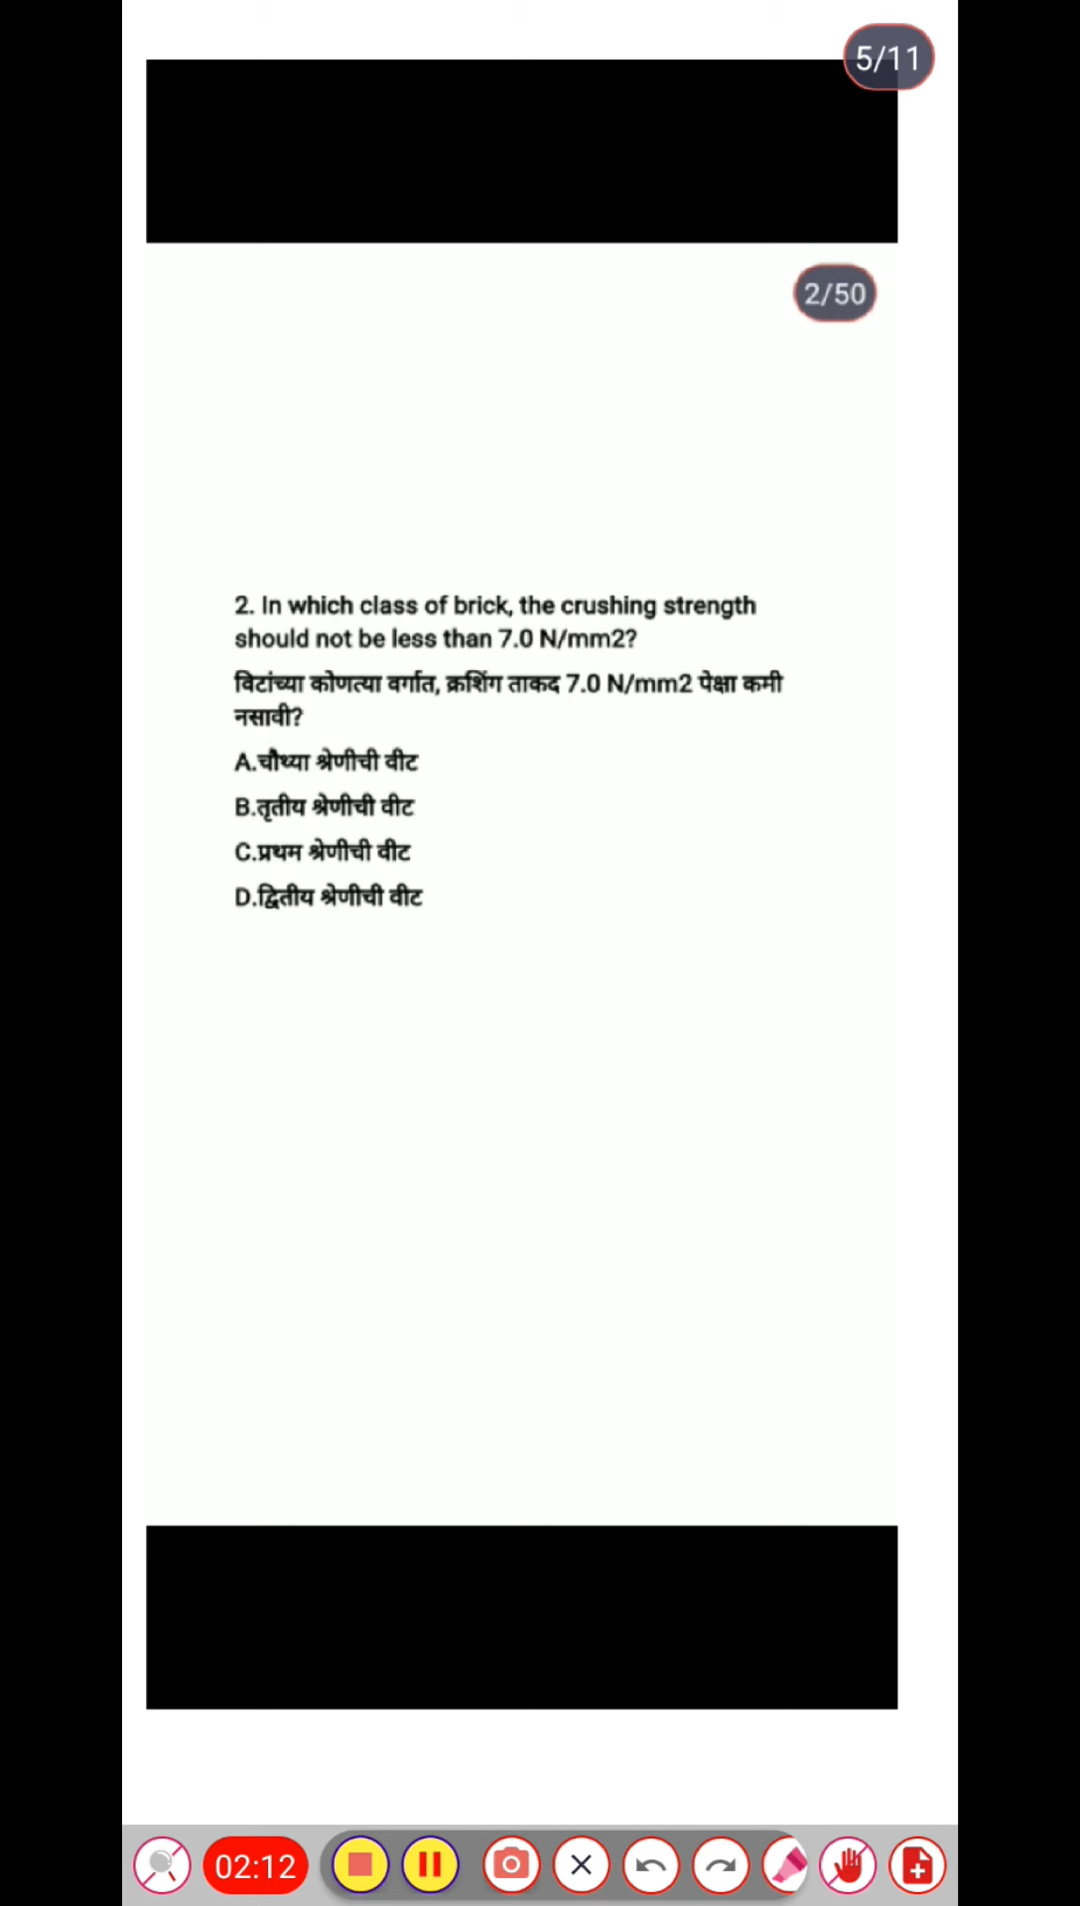 5/11
2/50
2. In which class of brick, the crushing strength
should not be less than 7.0 N/mm2?
विटांच्या कोणत्या वर्गात, क्रशिंग ताकद 7.0 N/mm2 पेक्षा कमी
नसावी?
A.चौथ्या श्रेणीची वीट
B.तृतीय श्रेणीची वीट
C.प्रथम श्रेणीची वीट
D.द्वितीय श्रेणीची वीट
02:12